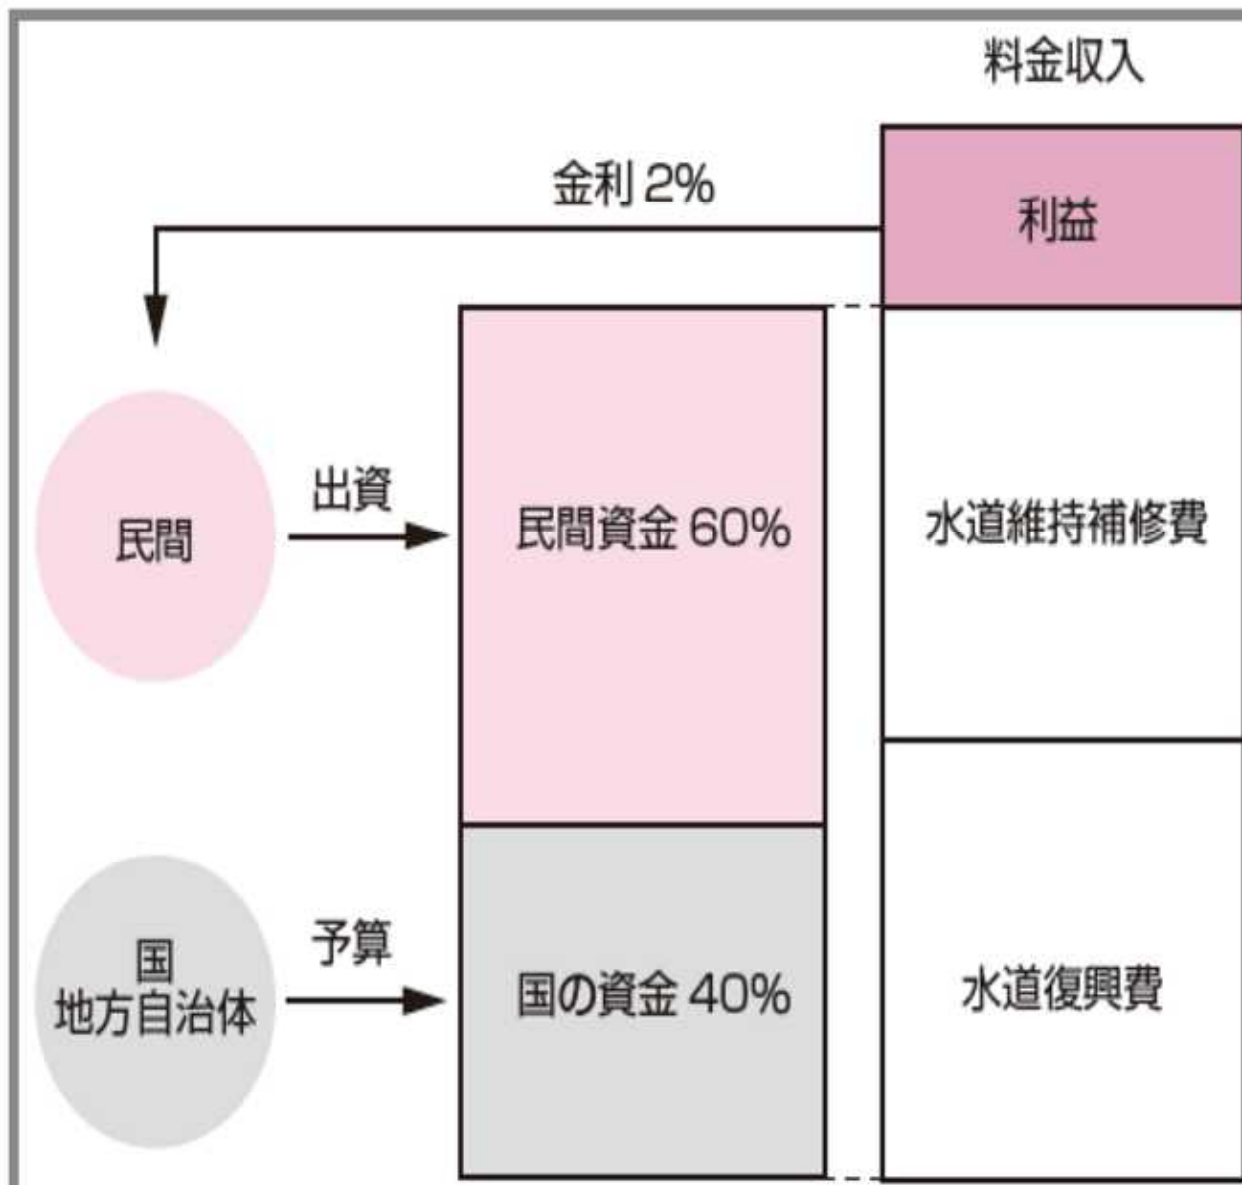 料金収入
金利 2%
利益
民間
出資
民間資金 60%
水道維持補修費
国
地方自治体
予算
国の資金 40%
水道復興費